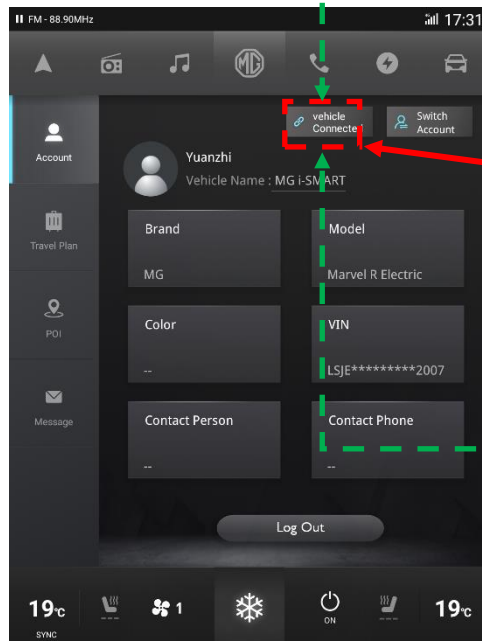 FM - 88.90MHz
17:31
MG
vehicle
Connected
Switch
Account
Account
Yuanzhi
Vehicle Name : MG i-SMART
Travel Plan
Brand
MG
Model
Marvel R Electric
POI
Color
--
VIN
LSJE*********2007
Message
Contact Person
--
Contact Phone
--
Log Out
19°C
SYNC
---
1
ON
---
19°C